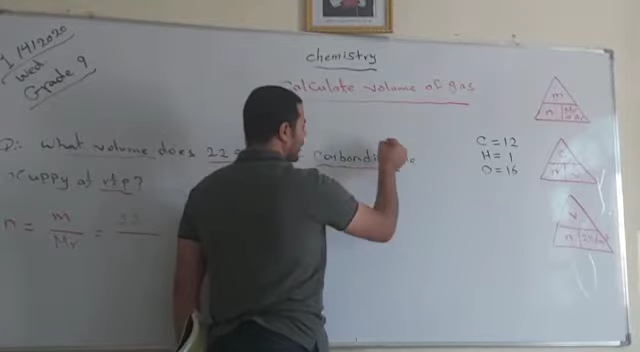 1/4/2020
Wed
Grade 9
chemistry
Calculate volume of gas
Q: what volume does 22 g carbondi
at rtp?
n = m/Mr = 22
C = 12
H = 1
O = 16
m
n Mr
n
V
n 24